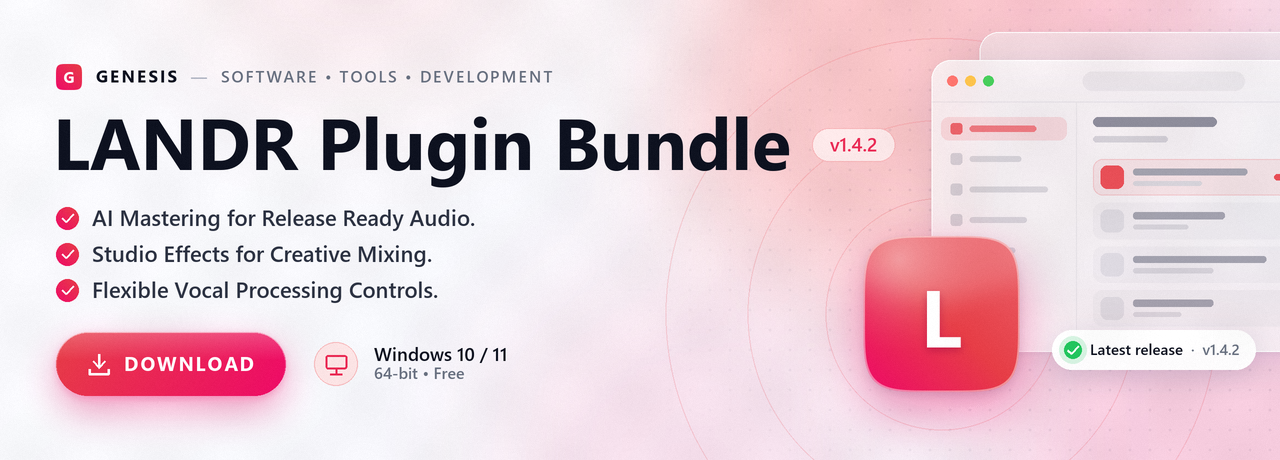 G GENESIS — SOFTWARE • TOOLS • DEVELOPMENT
LANDR Plugin Bundle v1.4.2
AI Mastering for Release Ready Audio.
Studio Effects for Creative Mixing.
Flexible Vocal Processing Controls.
DOWNLOAD
Windows 10 / 11
64-bit • Free
L
Latest release · v1.4.2